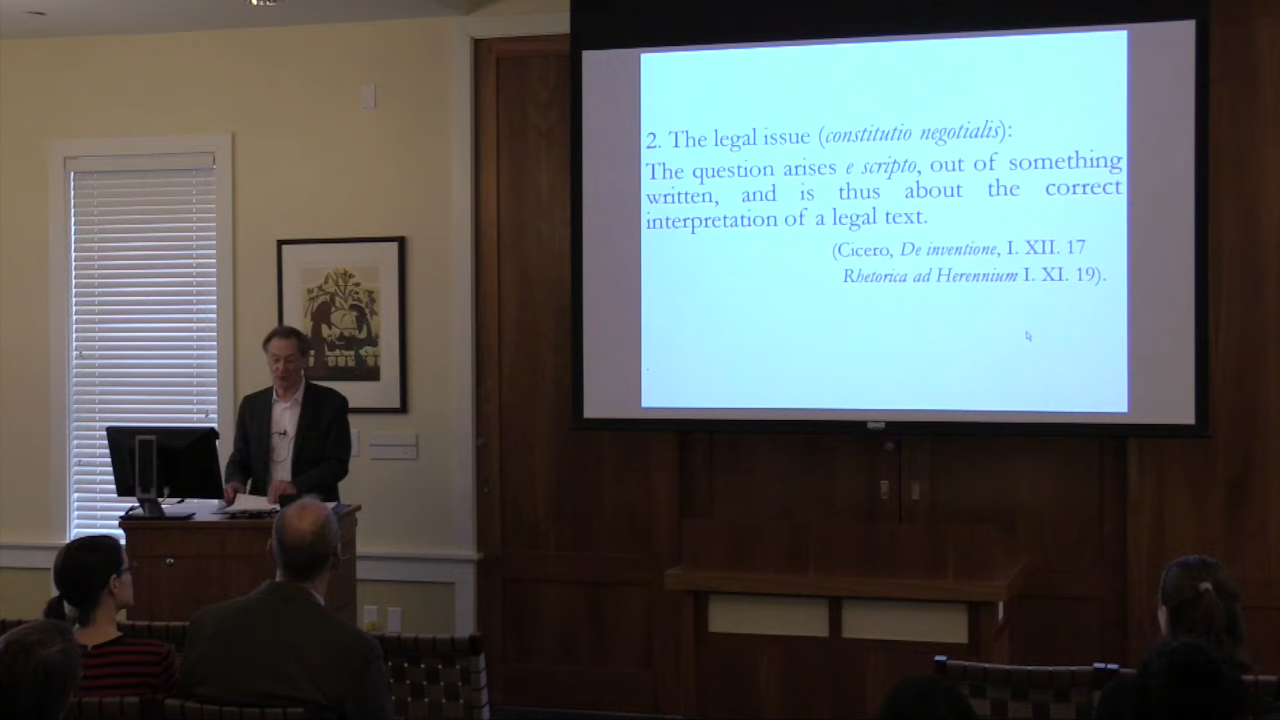 2. The legal issue (constitutio negotialis):
The question arises e scripto, out of something
written, and is thus about the correct
interpretation of a legal text.
(Cicero, De inventione, I. XII. 17
Rhetorica ad Herennium I. XI. 19).